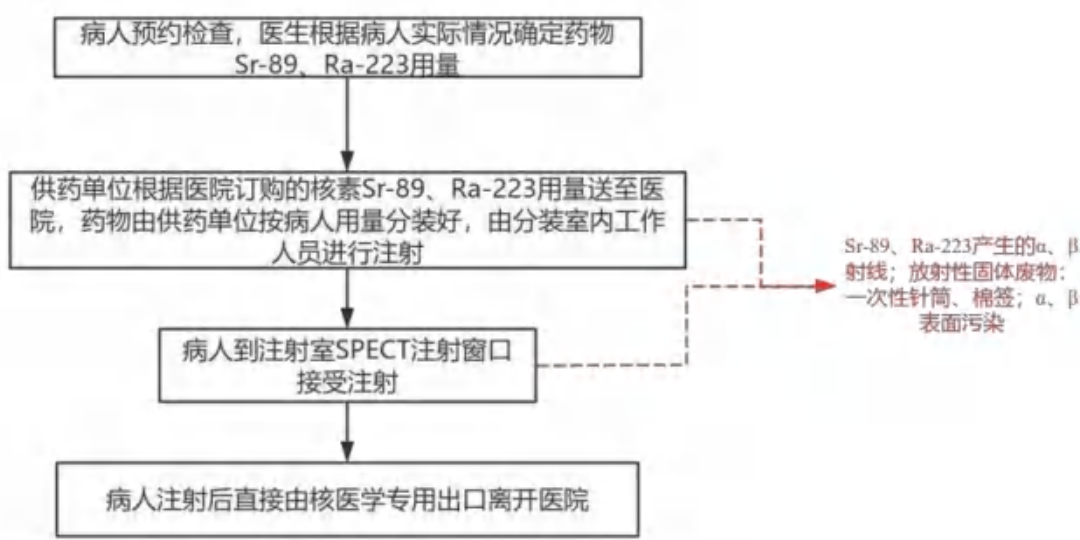 病人预约检查，医生根据病人实际情况确定药物
Sr-89、Ra-223用量
供药单位根据医院订购的核素Sr-89、Ra-223用量送至医
院，药物由供药单位按病人用量分装好，由分装室内工作
人员进行注射
Sr-89、Ra-223产生的α、β
射线；放射性固体废物：
一次性针筒、棉签；α、β
表面污染
病人到注射室SPECT注射窗口
接受注射
病人注射后直接由核医学专用出口离开医院